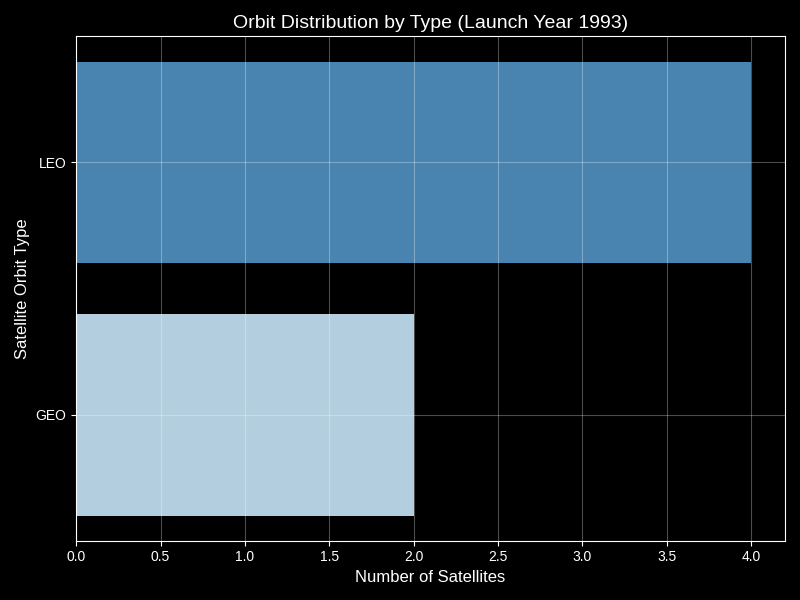 Orbit Distribution by Type (Launch Year 1993)
Satellite Orbit Type
LEO
GEO
0.0 0.5 1.0 1.5 2.0 2.5 3.0 3.5 4.0
Number of Satellites